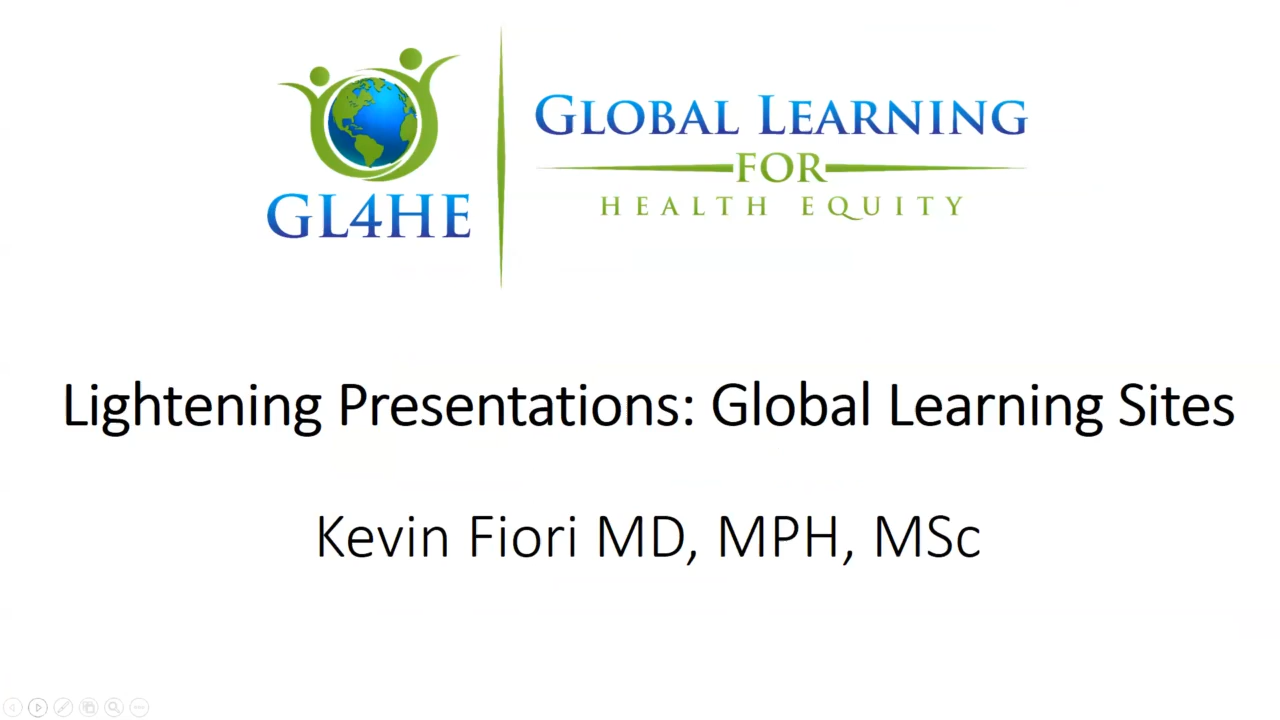 GL4HE
GLOBAL LEARNING
FOR
HEALTH EQUITY
Lightening Presentations: Global Learning Sites
Kevin Fiori MD, MPH, MSc